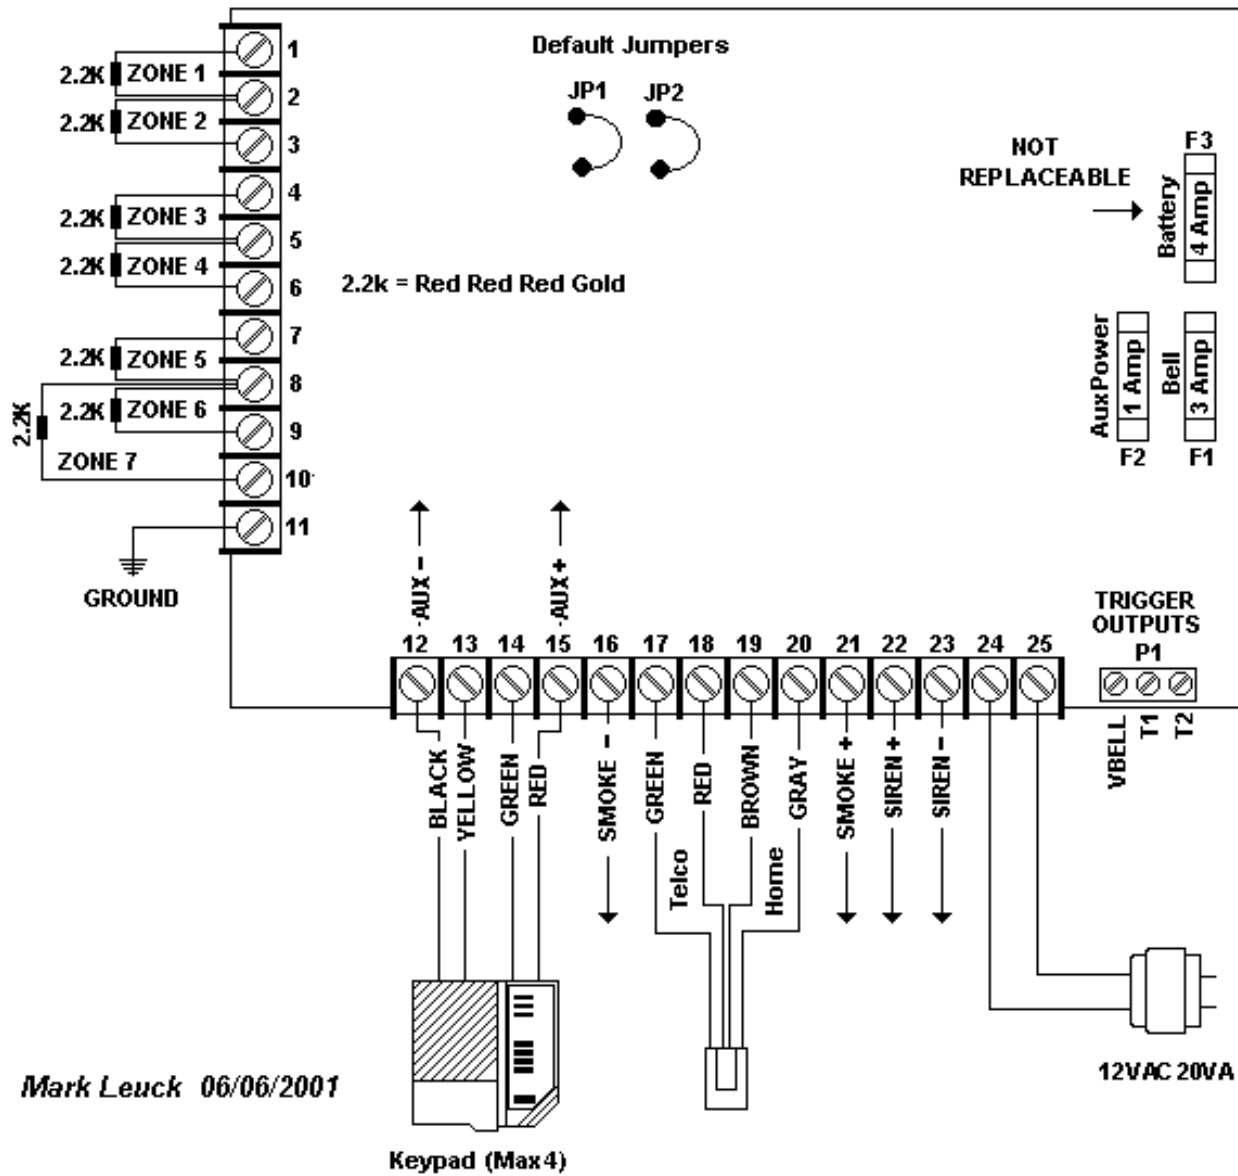 Default Jumpers
JP1 JP2
1
2.2K ZONE 1
2
2.2K ZONE 2
3
NOT
REPLACEABLE
F3
Battery
4 Amp
4
2.2K ZONE 3
5
2.2K ZONE 4
6
2.2k = Red Red Red Gold
7
2.2K ZONE 5
8
2.2K ZONE 6
9
2.2K
ZONE 7
10
11
GROUND
AuxPower
1 Amp
F2
Bell
3 Amp
F1
AUX -
AUX +
TRIGGER
OUTPUTS
P1
VBELL
T1
T2
12 13 14 15 16 17 18 19 20 21 22 23 24 25
BLACK
YELLOW
GREEN
RED
SMOKE -
GREEN
RED
BROWN
GRAY
SMOKE +
SIREN +
SIREN -
Telco
Home
12VAC 20VA
Mark Leuck 06/06/2001
Keypad (Max4)